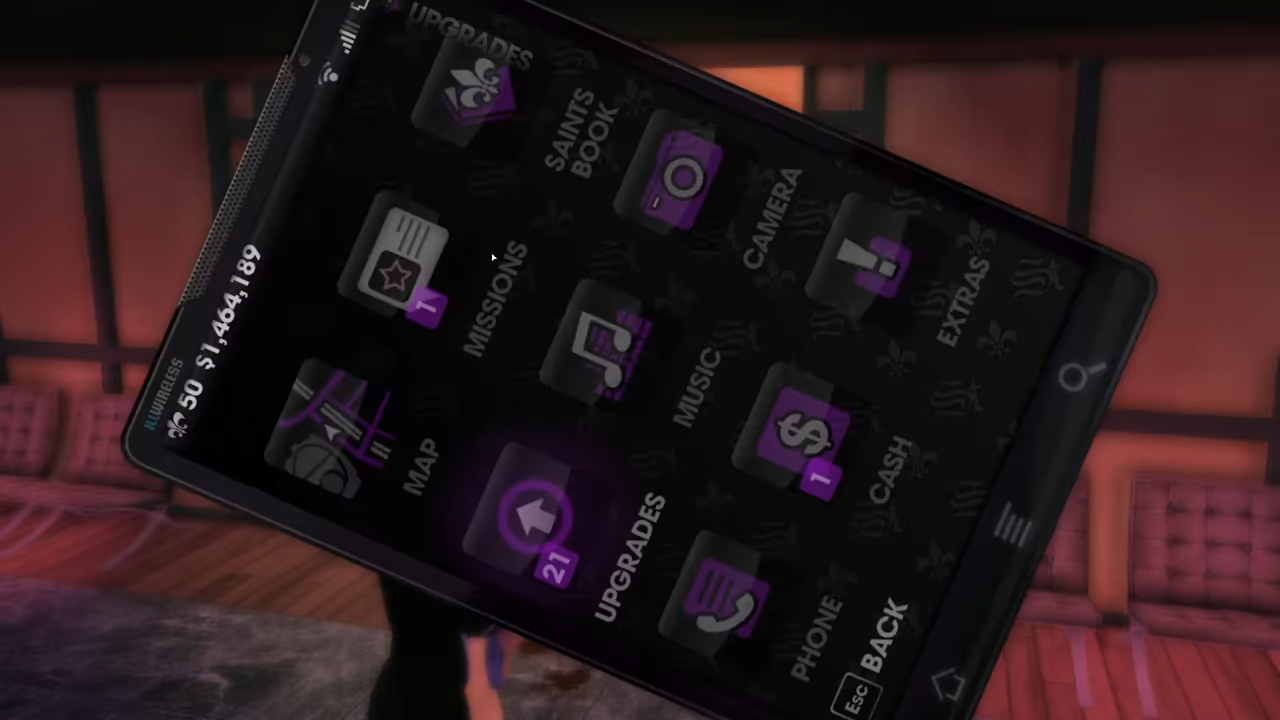 ILLWIRELESS
50 $1,464,189
UPGRADES
MAP
MISSIONS
1
SAINTS
BOOK
UPGRADES
21
MUSIC
CAMERA
PHONE
CASH
1
EXTRAS
Esc BACK